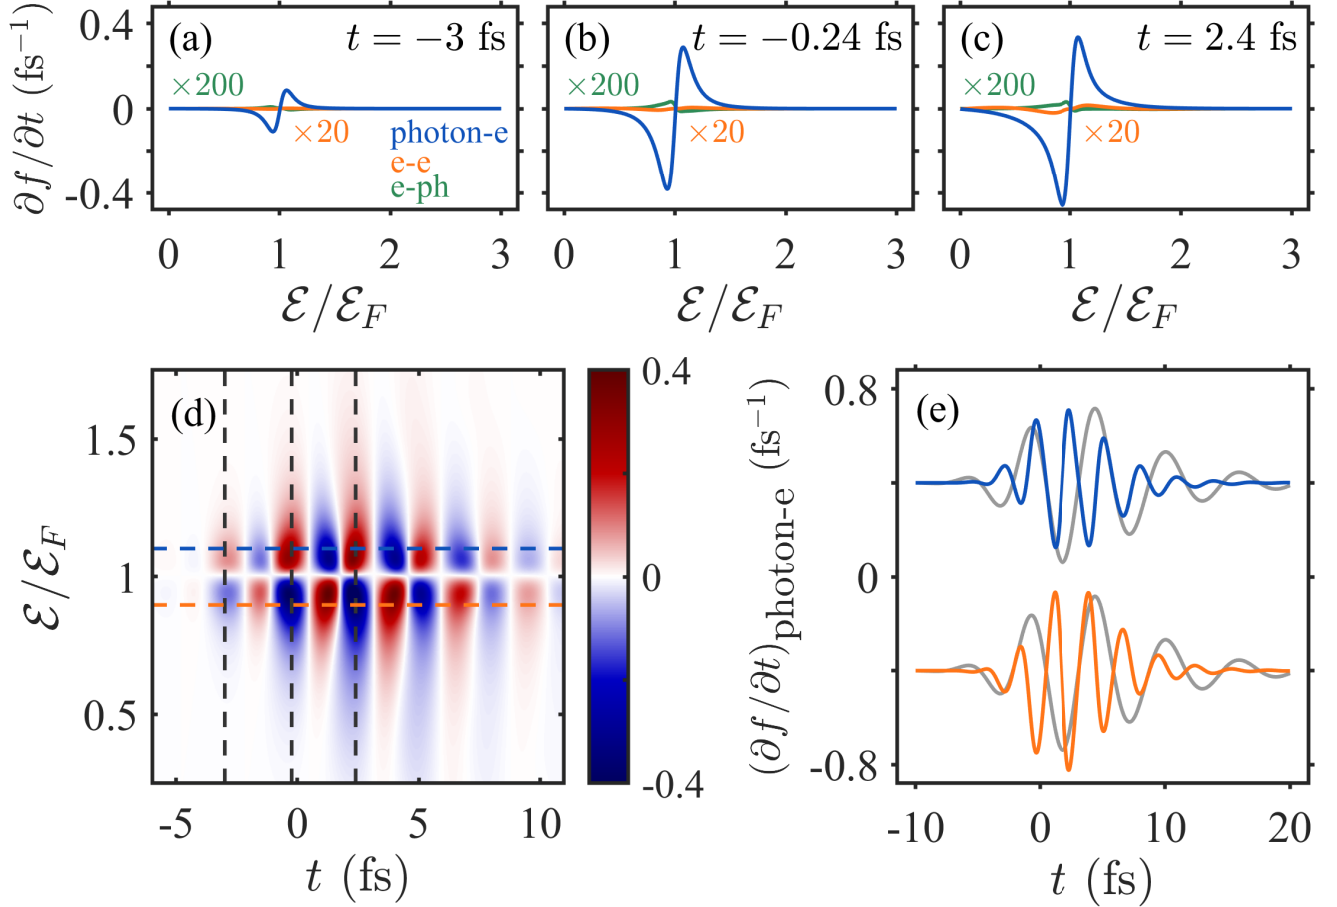 ∂f/∂t (fs⁻¹)
0.4
0
-0.4
(a) t = −3 fs
×200
×20
photon-e
e-e
e-ph
0 1 2 3
ℰ/ℰ_F
(b) t = −0.24 fs
×200
×20
0 1 2 3
ℰ/ℰ_F
(c) t = 2.4 fs
×200
×20
0 1 2 3
ℰ/ℰ_F
(d)
ℰ/ℰ_F
1.5
1
0.5
-5 0 5 10
t (fs)
0.4
0
-0.4
(e)
(∂f/∂t)photon-e (fs⁻¹)
0.8
0
-0.8
-10 0 10 20
t (fs)